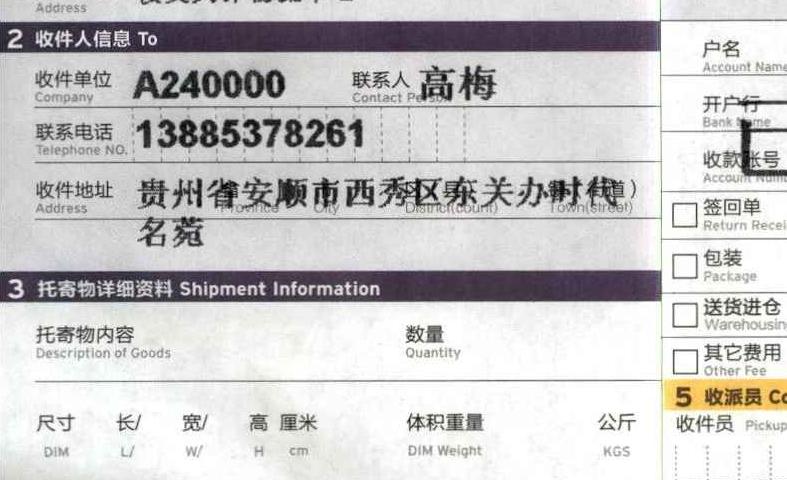 Address
2 收件人信息 To
收件单位 A240000 联系人 高梅
Company Contact Person
联系电话 13885378261
Telephone NO.
收件地址 贵州省安顺市西秀区东关办时代
Address Province City District(count) Town(street)
名菀
3 托寄物详细资料 Shipment Information
托寄物内容 数量
Description of Goods Quantity
尺寸 长/ 宽/ 高 厘米 体积重量 公斤
DIM L/ W/ H cm DIM Weight KGS
户名
Account Name
开户行
Bank Name
收款账号
Account Numb
签回单
Return Recei
包装
Package
送货进仓
Warehousin
其它费用
Other Fee
5 收派员 Co
收件员 Pickup